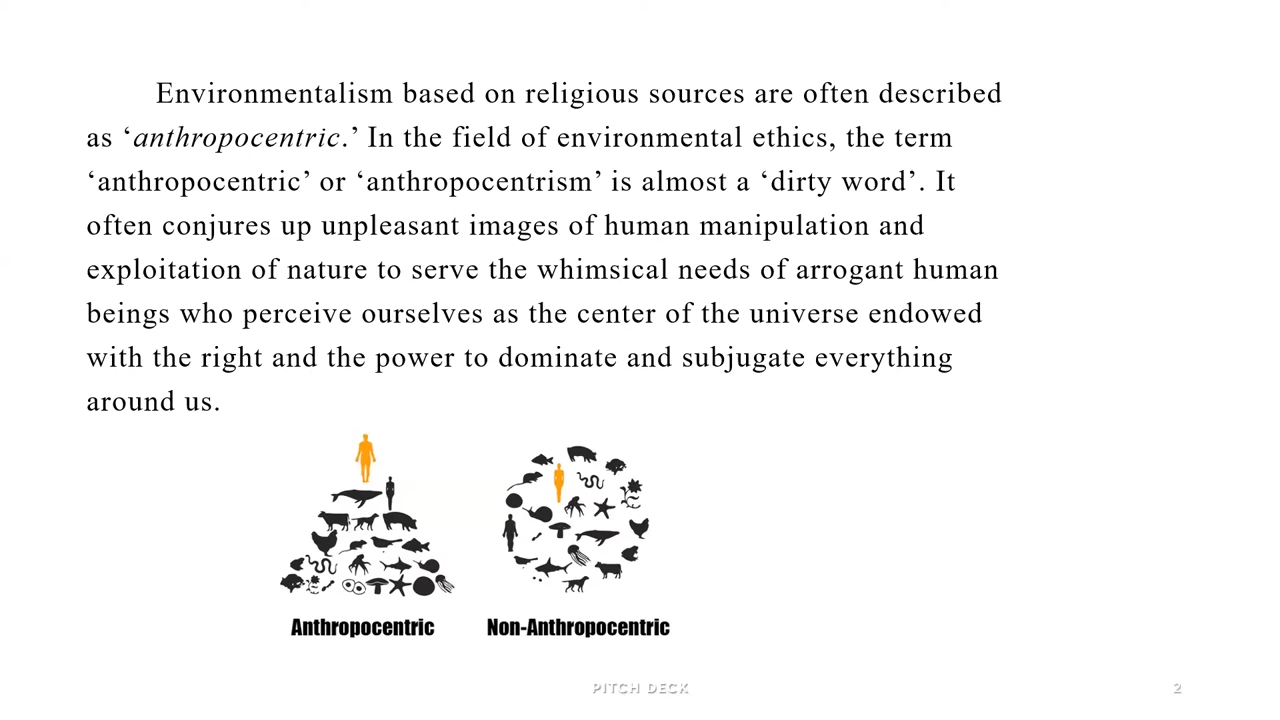 Environmentalism based on religious sources are often described
as ‘anthropocentric.’ In the field of environmental ethics, the term
‘anthropocentric’ or ‘anthropocentrism’ is almost a ‘dirty word’. It
often conjures up unpleasant images of human manipulation and
exploitation of nature to serve the whimsical needs of arrogant human
beings who perceive ourselves as the center of the universe endowed
with the right and the power to dominate and subjugate everything
around us.
Anthropocentric
Non-Anthropocentric
PITCH DECK
2